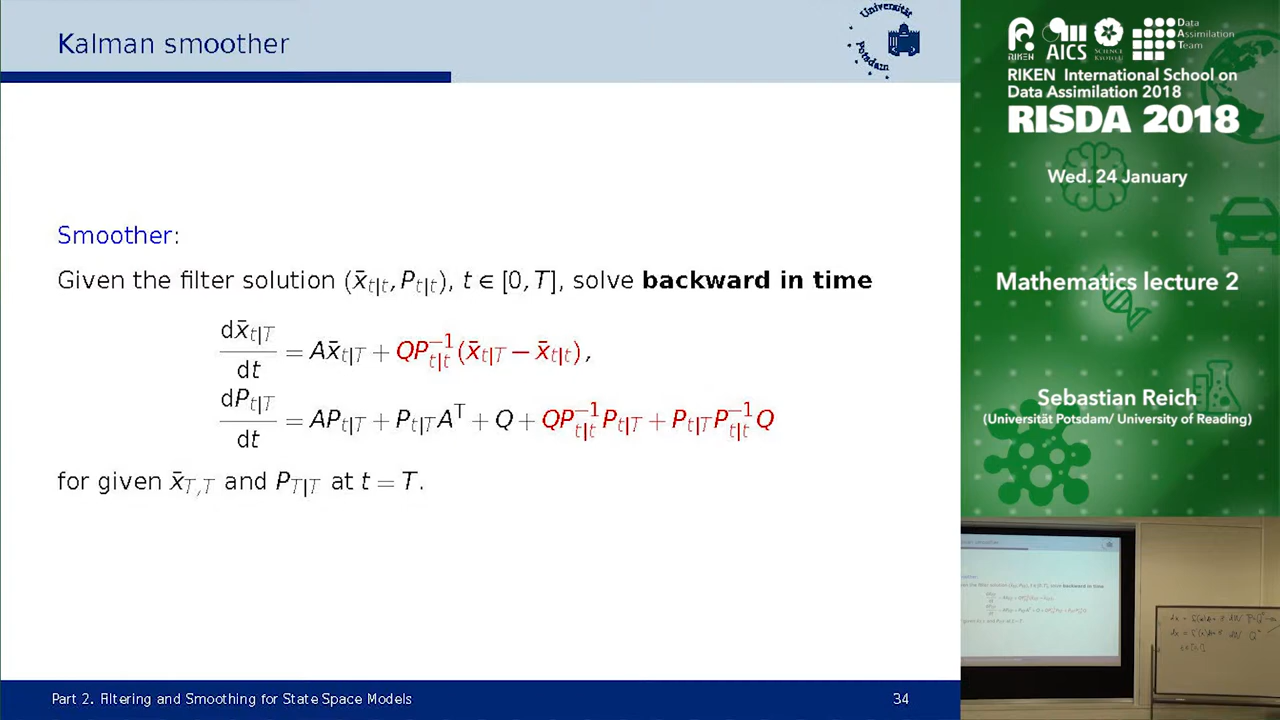 Kalman smoother
Universität
Potsdam
Smoother:
Given the filter solution (x̄_{t|t}, P_{t|t}), t ∈ [0, T], solve backward in time
dx̄_{t|T}/dt = Ax̄_{t|T} + QP_{t|t}^{−1}(x̄_{t|T} − x̄_{t|t}),
dP_{t|T}/dt = AP_{t|T} + P_{t|T}A^T + Q + QP_{t|t}^{−1}P_{t|T} + P_{t|T}P_{t|t}^{−1}Q
for given x̄_{T,T} and P_{T|T} at t = T.
Part 2. Filtering and Smoothing for State Space Models
34
RIKEN
AICS
SCIENCE
Data
Assimilation
Team
RIKEN International School on
Data Assimilation 2018
RISDA 2018
Wed. 24 January
Mathematics lecture 2
Sebastian Reich
(Universität Potsdam/ University of Reading)